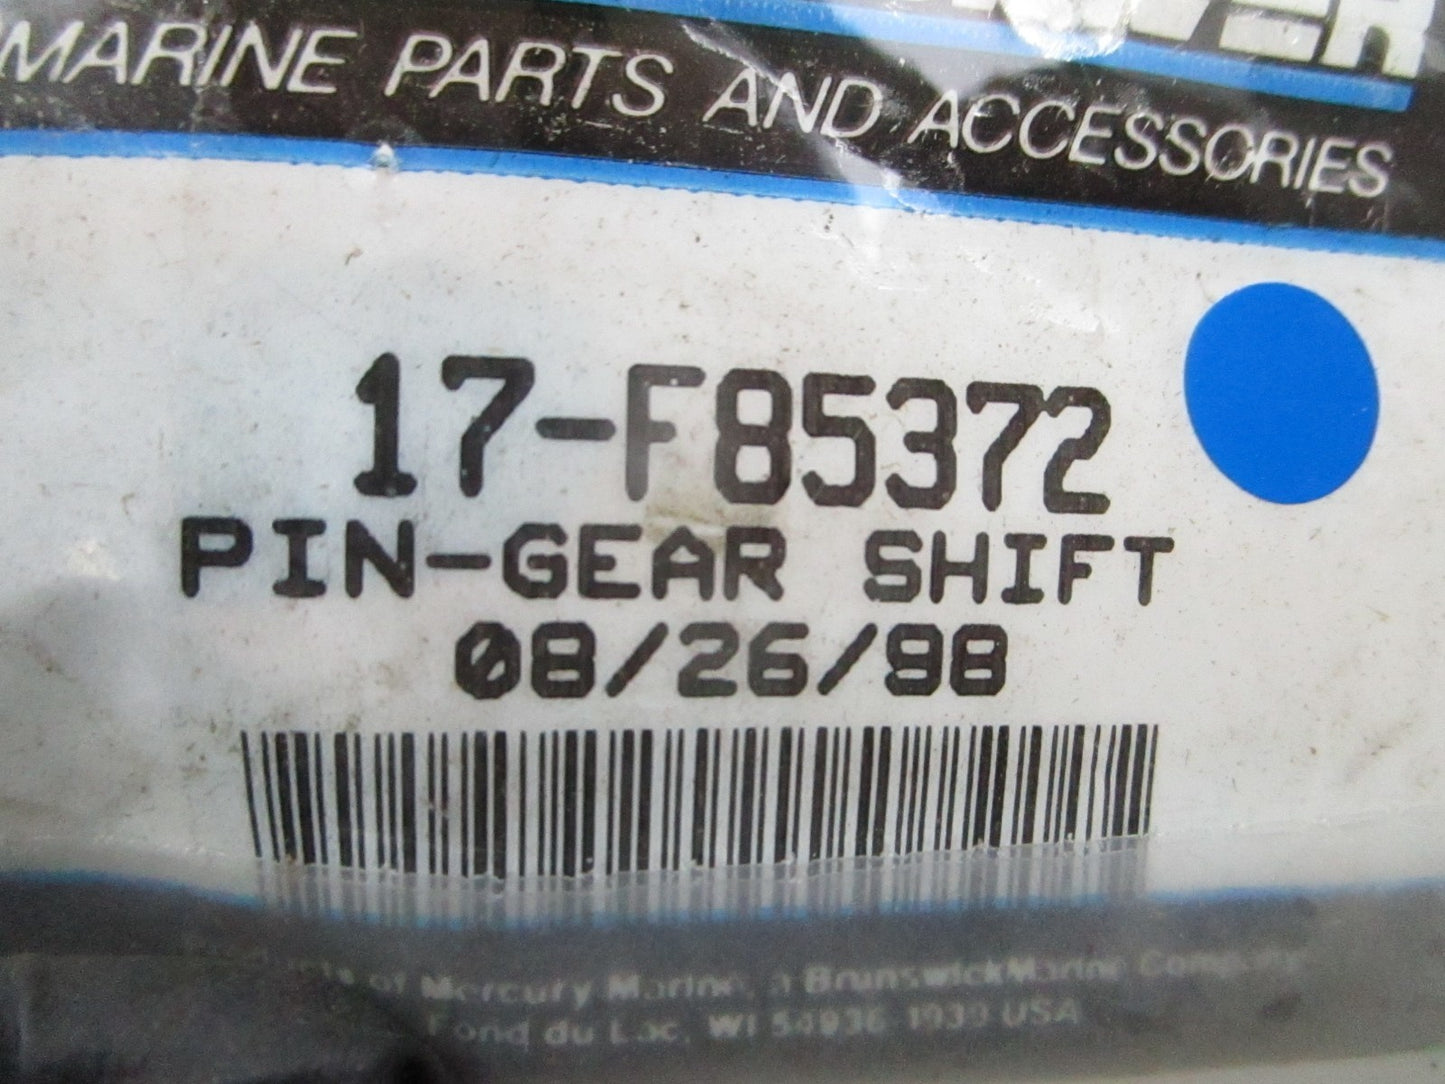 MARINE PARTS AND ACCESSORIES
17-F85372
PIN-GEAR SHIFT
08/26/98
of Mercury Marine, a Brunswick Marine Company
Fond du Lac, WI 54936-1939 USA